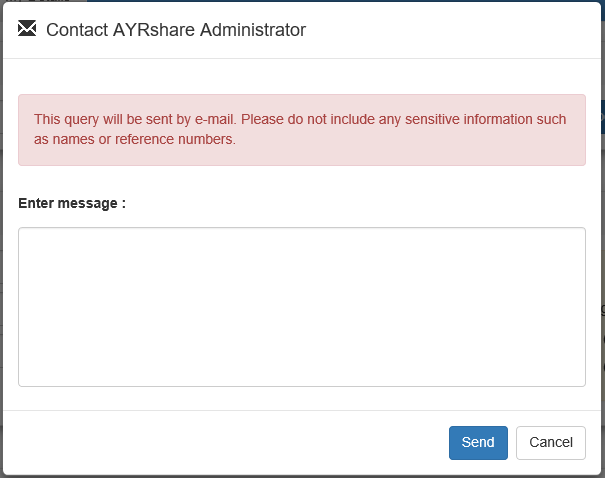 Contact AYRshare Administrator
This query will be sent by e-mail. Please do not include any sensitive information such
as names or reference numbers.
Enter message :
Send
Cancel